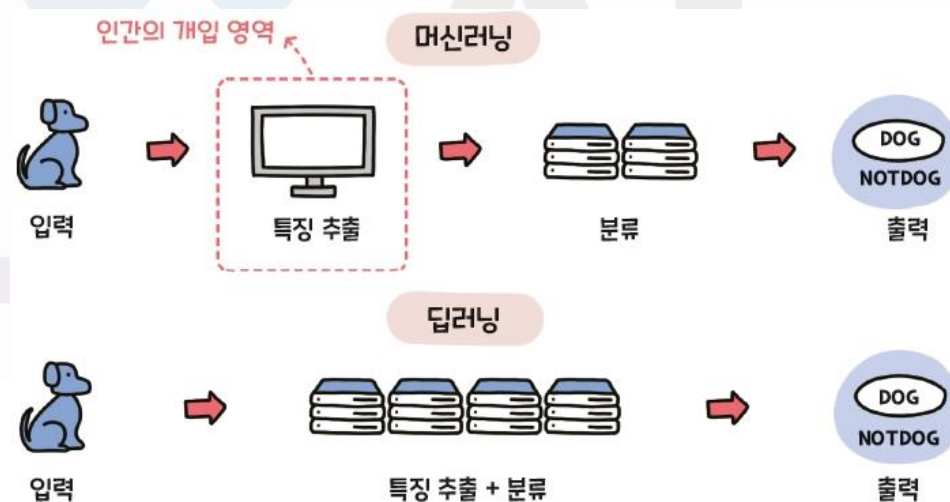 인간의 개입 영역
머신러닝
입력
특징 추출
분류
DOG
NOTDOG
출력
딥러닝
입력
특징 추출 + 분류
DOG
NOTDOG
출력